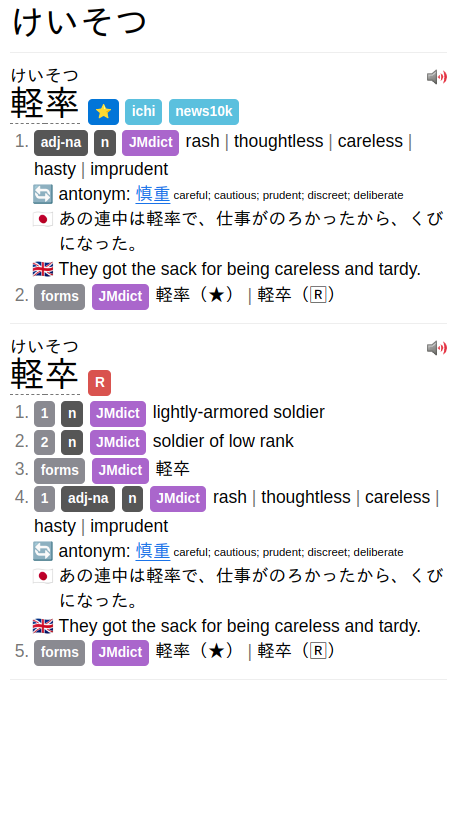 けいそつ
けいそつ
軽率 ⭐ ichi news10k
1. adj-na n JMdict rash | thoughtless | careless |
hasty | imprudent
🔄 antonym: 慎重 careful; cautious; prudent; discreet; deliberate
🇯🇵 あの連中は軽率で、仕事がのろかったから、くび
になった。
🇬🇧 They got the sack for being careless and tardy.
2. forms JMdict 軽率（★） | 軽卒（🅁）
けいそつ
軽卒 R
1. 1 n JMdict lightly-armored soldier
2. 2 n JMdict soldier of low rank
3. forms JMdict 軽卒
4. 1 adj-na n JMdict rash | thoughtless | careless |
hasty | imprudent
🔄 antonym: 慎重 careful; cautious; prudent; discreet; deliberate
🇯🇵 あの連中は軽率で、仕事がのろかったから、くび
になった。
🇬🇧 They got the sack for being careless and tardy.
5. forms JMdict 軽率（★） | 軽卒（🅁）